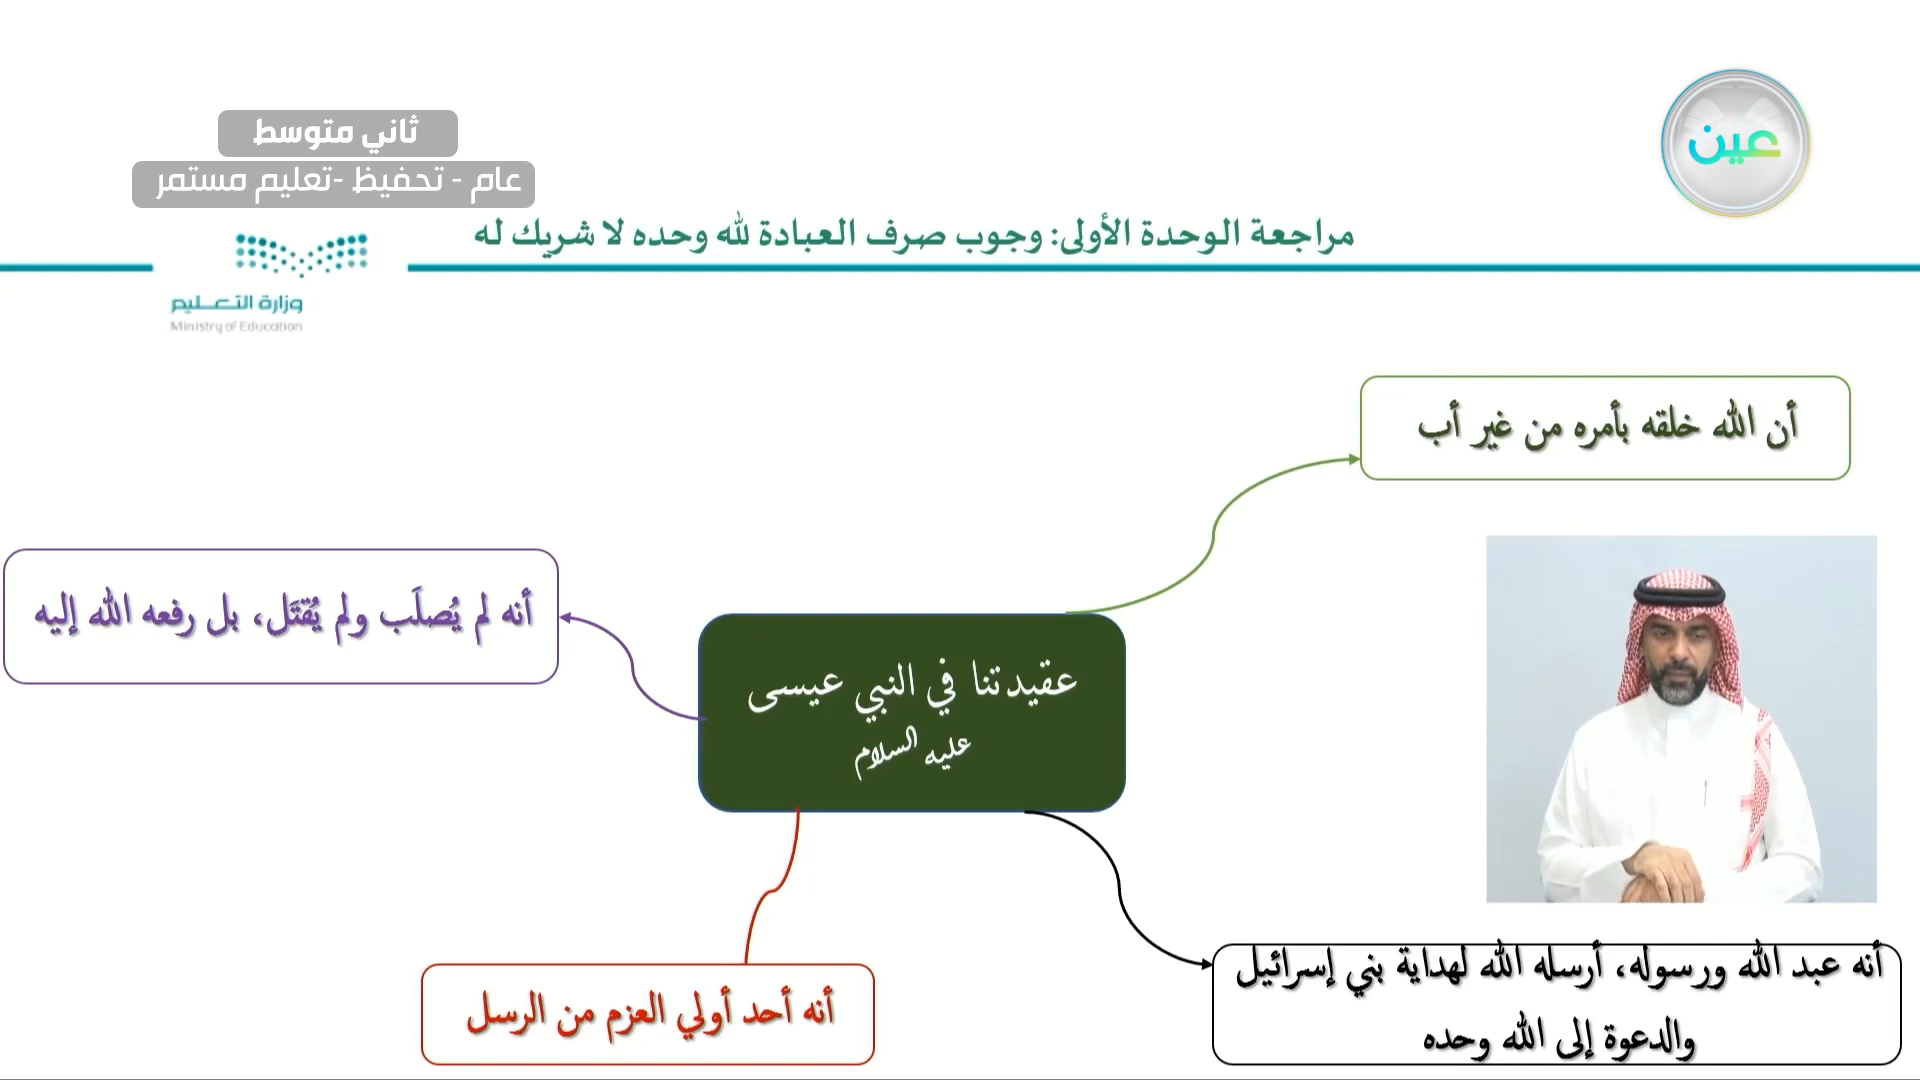 عين
ثاني متوسط
عام - تحفيظ -تعليم مستمر
مراجعة الوحدة الأولى: وجوب صرف العبادة لله وحده لا شريك له
وزارة التعليم
Ministry of Education
أن الله خلقه بأمره من غير أب
أنه لم يُصلَب ولم يُقتَل، بل رفعه الله إليه
عقيدتنا في النبي عيسى
عليه السلام
أنه عبد الله ورسوله، أرسله الله لهداية بني إسرائيل
والدعوة إلى الله وحده
أنه أحد أولي العزم من الرسل